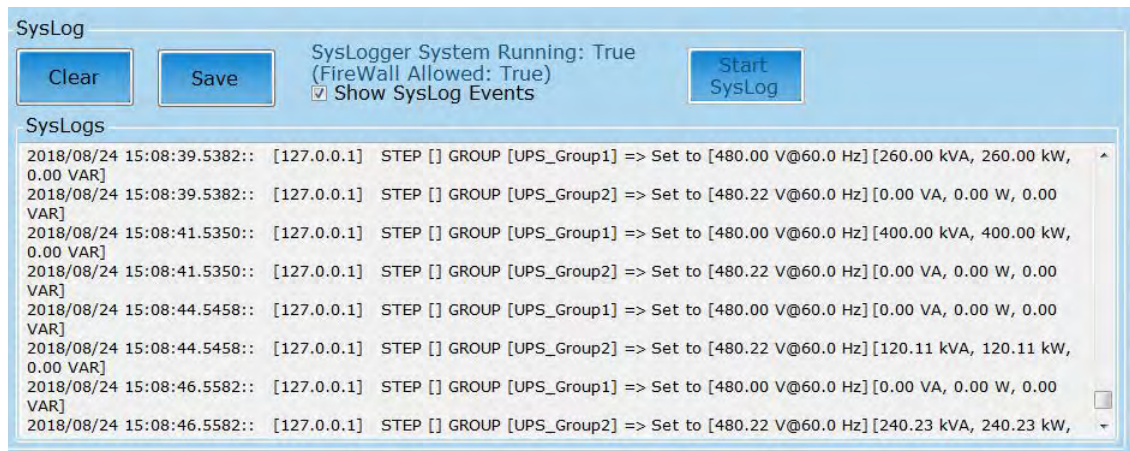 SysLog
Clear
Save
SysLogger System Running: True
(FireWall Allowed: True)
Show SysLog Events
Start
SysLog
SysLogs
2018/08/24 15:08:39.5382:: [127.0.0.1] STEP [] GROUP [UPS_Group1] => Set to [480.00 V@60.0 Hz] [260.00 kVA, 260.00 kW,
0.00 VAR]
2018/08/24 15:08:39.5382:: [127.0.0.1] STEP [] GROUP [UPS_Group2] => Set to [480.22 V@60.0 Hz] [0.00 VA, 0.00 W, 0.00
VAR]
2018/08/24 15:08:41.5350:: [127.0.0.1] STEP [] GROUP [UPS_Group1] => Set to [480.00 V@60.0 Hz] [400.00 kVA, 400.00 kW,
0.00 VAR]
2018/08/24 15:08:41.5350:: [127.0.0.1] STEP [] GROUP [UPS_Group2] => Set to [480.22 V@60.0 Hz] [0.00 VA, 0.00 W, 0.00
VAR]
2018/08/24 15:08:44.5458:: [127.0.0.1] STEP [] GROUP [UPS_Group1] => Set to [480.00 V@60.0 Hz] [0.00 VA, 0.00 W, 0.00
VAR]
2018/08/24 15:08:44.5458:: [127.0.0.1] STEP [] GROUP [UPS_Group2] => Set to [480.22 V@60.0 Hz] [120.11 kVA, 120.11 kW,
0.00 VAR]
2018/08/24 15:08:46.5582:: [127.0.0.1] STEP [] GROUP [UPS_Group1] => Set to [480.00 V@60.0 Hz] [0.00 VA, 0.00 W, 0.00
VAR]
2018/08/24 15:08:46.5582:: [127.0.0.1] STEP [] GROUP [UPS_Group2] => Set to [480.22 V@60.0 Hz] [240.23 kVA, 240.23 kW,